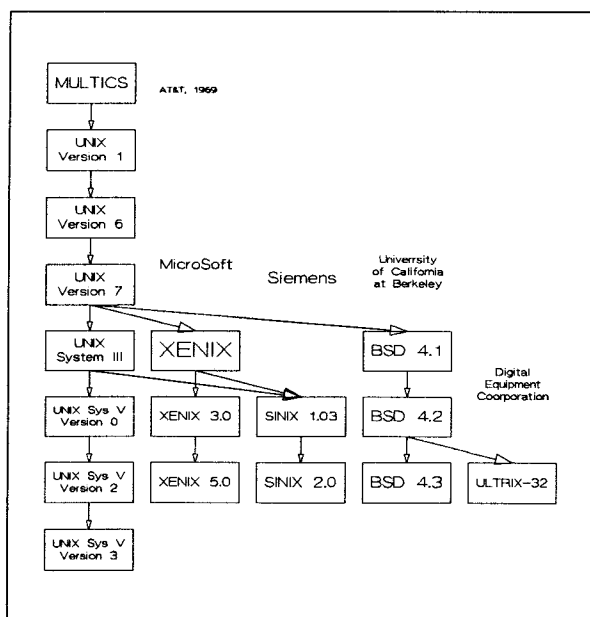 MULTICS
AT&T, 1969
UNIX
Version 1
UNIX
Version 6
UNIX
Version 7
MicroSoft
Siemens
Univerrsity
of California
at Berkeley
UNIX
System III
XENIX
BSD 4.1
Digital
Equipment
Coorporation
UNIX Sys V
Version 0
XENIX 3.0
SINIX 1.03
BSD 4.2
UNIX Sys V
Version 2
XENIX 5.0
SINIX 2.0
BSD 4.3
ULTRIX-32
UNIX Sys V
Version 3